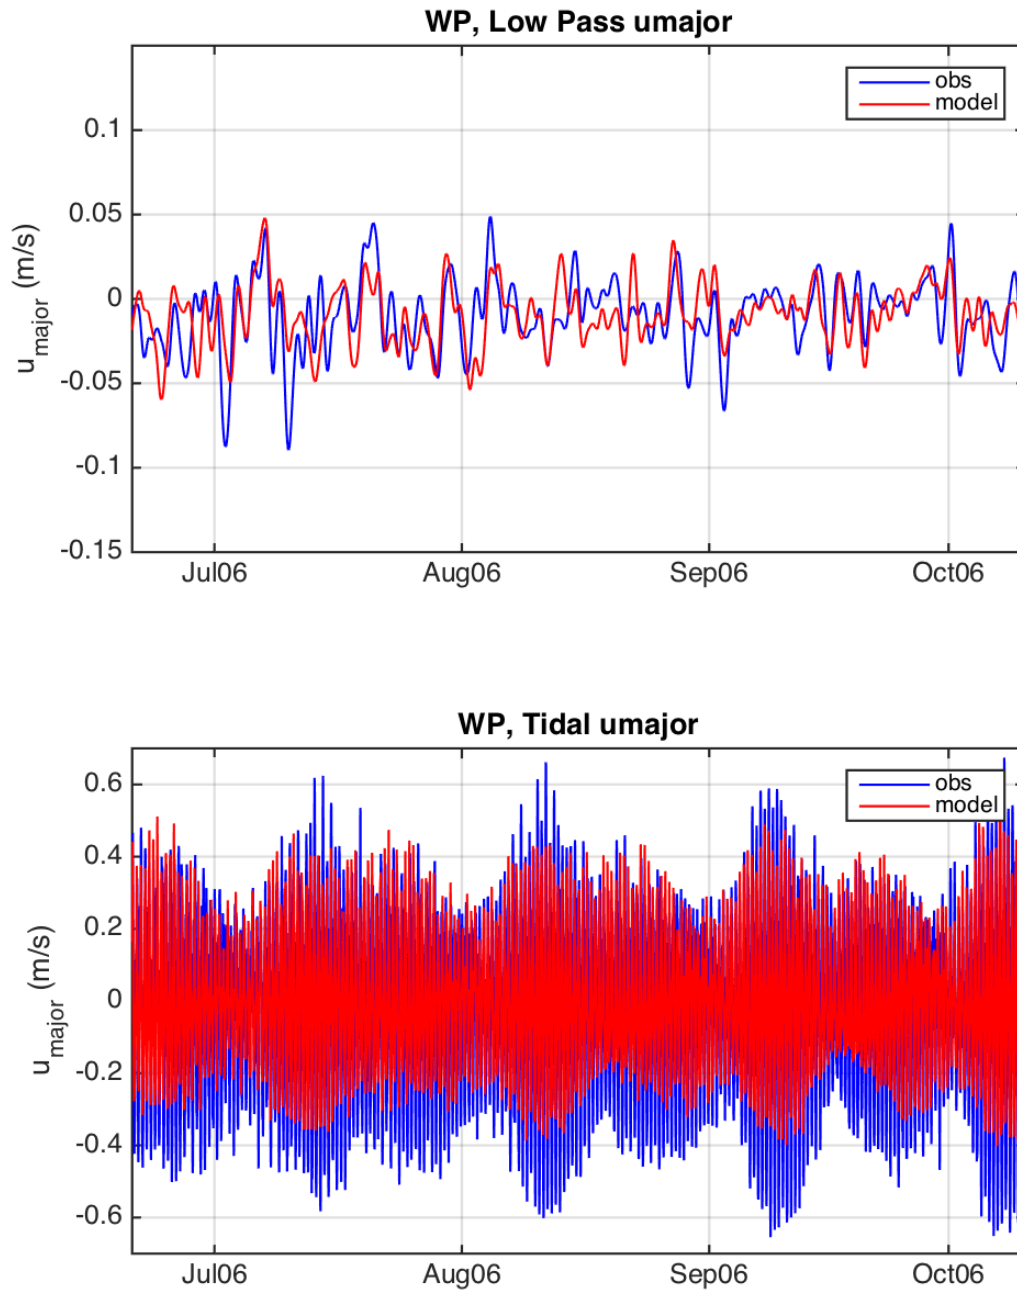 WP, Low Pass umajor
obs
model
0.1
0.05
0
-0.05
-0.1
-0.15
u_major (m/s)
Jul06 Aug06 Sep06 Oct06
WP, Tidal umajor
obs
model
0.6
0.4
0.2
0
-0.2
-0.4
-0.6
u_major (m/s)
Jul06 Aug06 Sep06 Oct06